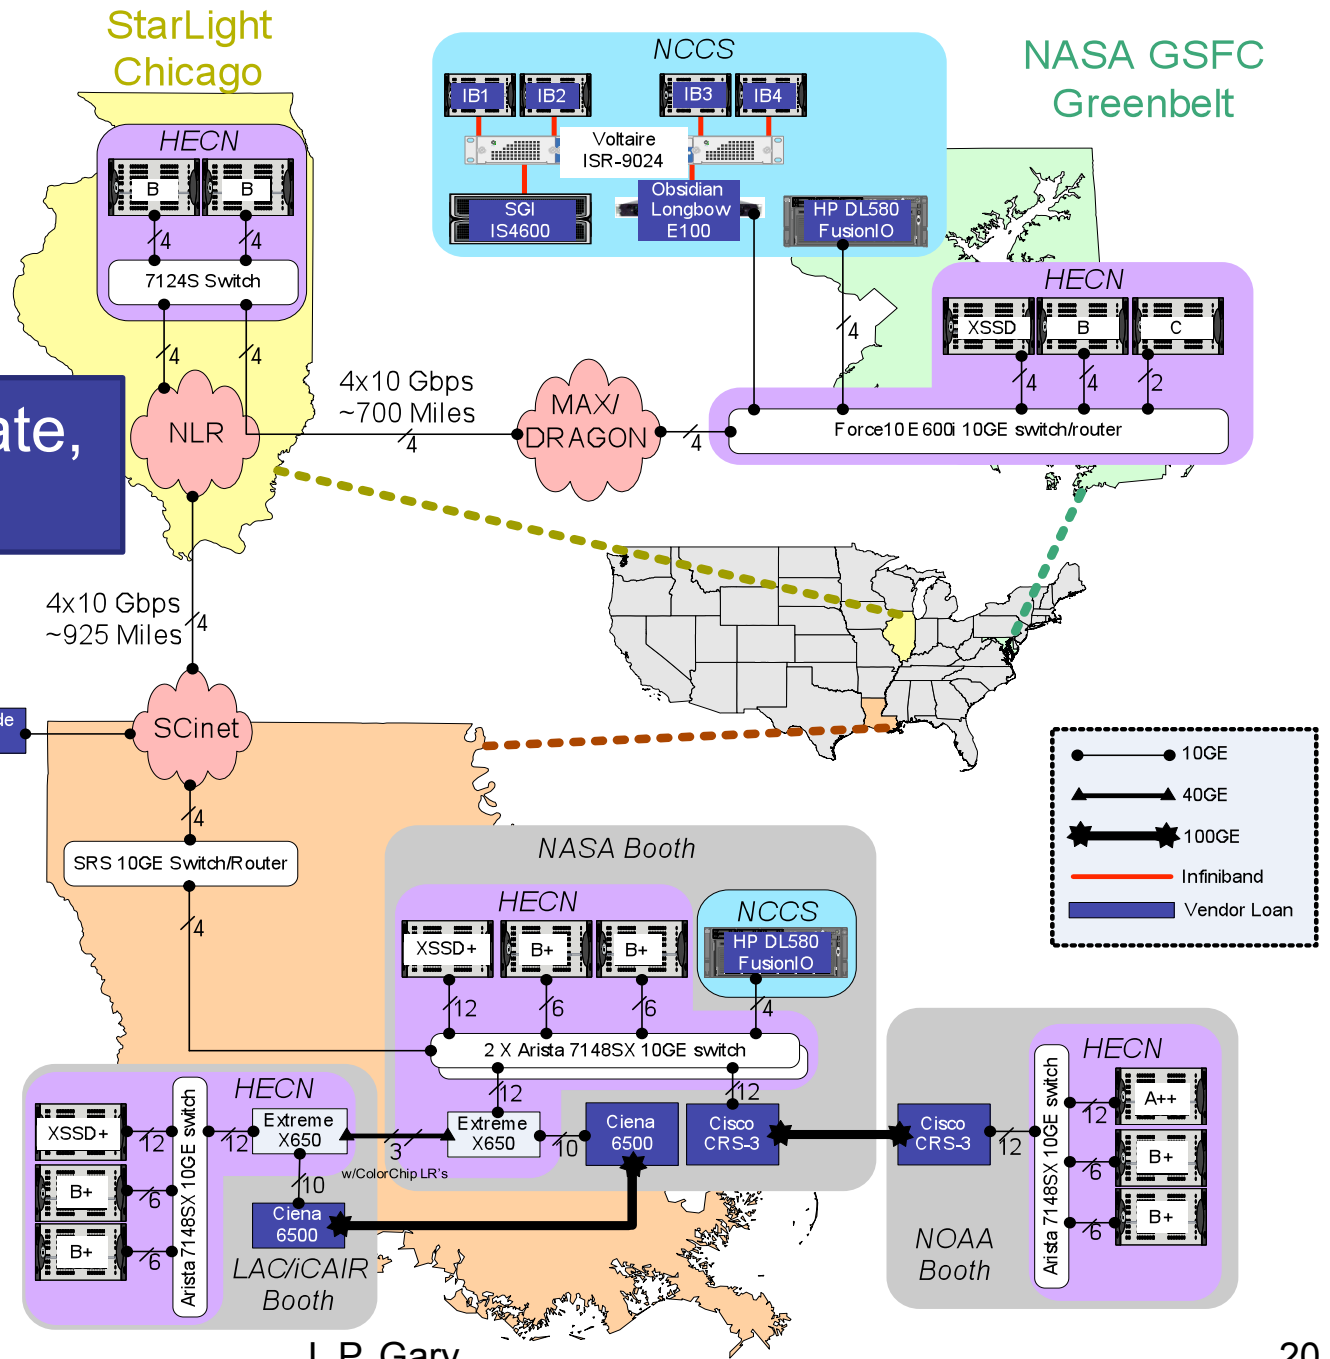 StarLight
Chicago
NCCS
NASA GSFC
Greenbelt
IB1
IB2
IB3
IB4
Voltaire
ISR-9024
SGI
IS4600
Obsidian
Longbow
E100
HP DL580
FusionIO
4
HECN
B
B
4
4
7124S Switch
4
4
HECN
XSSD
B
C
4
4
2
Force10 E600i 10GE switch/router
NLR
4x10 Gbps
~700 Miles
4
MAX/
DRAGON
4
ate,
4x10 Gbps
~925 Miles
4
de
SCinet
4
SRS 10GE Switch/Router
4
10GE
40GE
100GE
Infiniband
Vendor Loan
NASA Booth
HECN
XSSD+
B+
B+
NCCS
HP DL580
FusionIO
12
6
6
4
2 X Arista 7148SX 10GE switch
12
12
Extreme
X650
10
Ciena
6500
Cisco
CRS-3
HECN
XSSD+
B+
B+
12
6
6
Arista 7148SX 10GE switch
12
Extreme
X650
3
w/ColorChip LR's
10
Ciena
6500
LAC/iCAIR
Booth
Cisco
CRS-3
12
Arista 7148SX 10GE switch
HECN
A++
B+
B+
12
6
6
NOAA
Booth
J. P. Gary
20